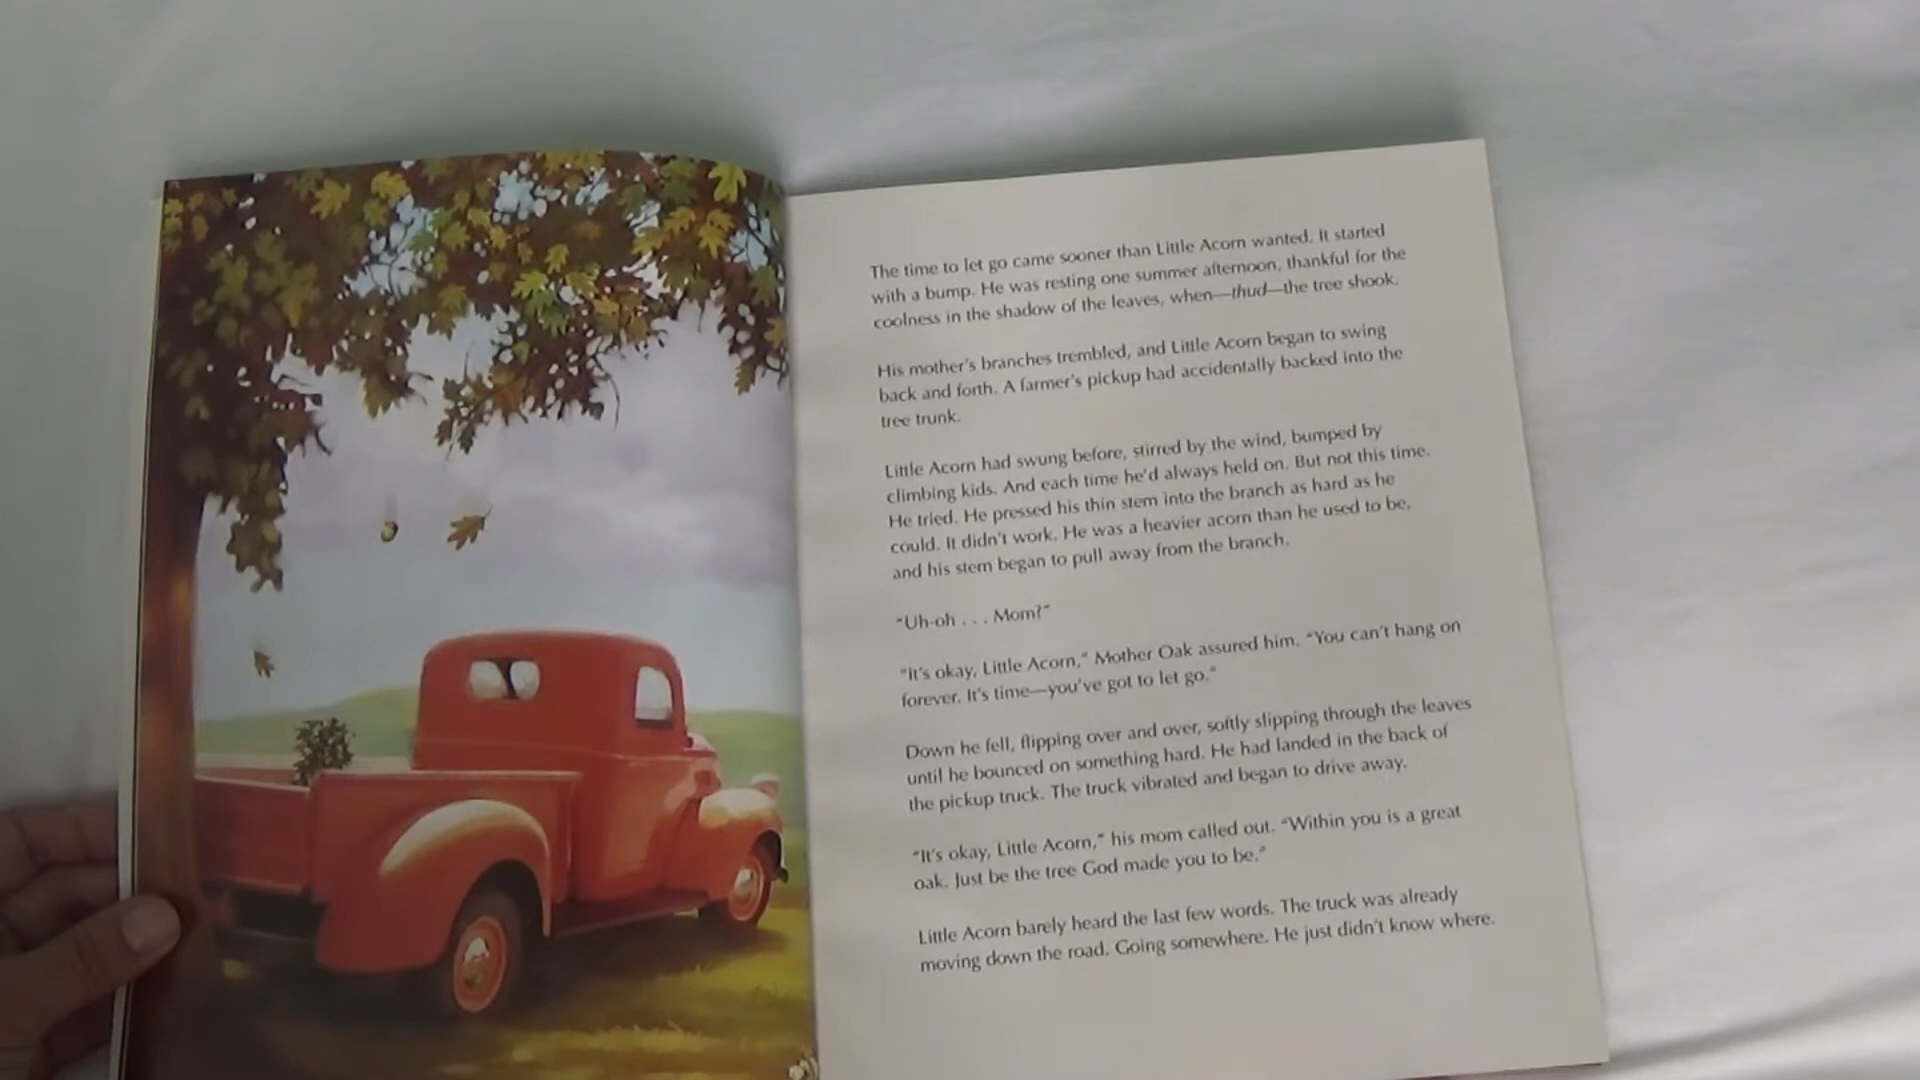 The time to let go came sooner than Little Acorn wanted. It started
with a bump. He was resting one summer afternoon, thankful for the
coolness in the shadow of the leaves, when—thud—the tree shook.
His mother's branches trembled, and Little Acorn began to swing
back and forth. A farmer's pickup had accidentally backed into the
tree trunk.
Little Acorn had swung before, stirred by the wind, bumped by
climbing kids. And each time he'd always held on. But not this time.
He tried. He pressed his thin stem into the branch as hard as he
could. It didn't work. He was a heavier acorn than he used to be,
and his stem began to pull away from the branch.
“Uh-oh . . . Mom?”
“It's okay, Little Acorn,” Mother Oak assured him. “You can't hang on
forever. It's time—you've got to let go.”
Down he fell, flipping over and over, softly slipping through the leaves
until he bounced on something hard. He had landed in the back of
the pickup truck. The truck vibrated and began to drive away.
“It's okay, Little Acorn,” his mom called out. “Within you is a great
oak. Just be the tree God made you to be.”
Little Acorn barely heard the last few words. The truck was already
moving down the road. Going somewhere. He just didn't know where.